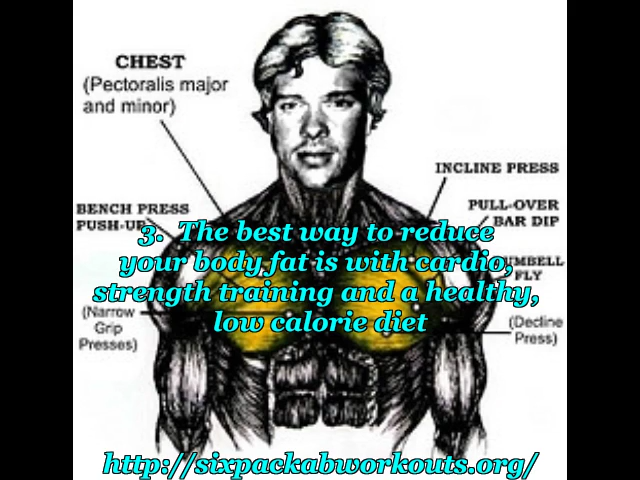 CHEST
(Pectoralis major
and minor)
INCLINE PRESS
BENCH PRESS
PUSH-UP
PULL-OVER
BAR DIP
3. The best way to reduce
your body fat is with cardio,
strength training and a healthy,
low calorie diet
FLY
(Narrow
Grip
Presses)
(Decline
Press)
http://sixpackabworkouts.org/